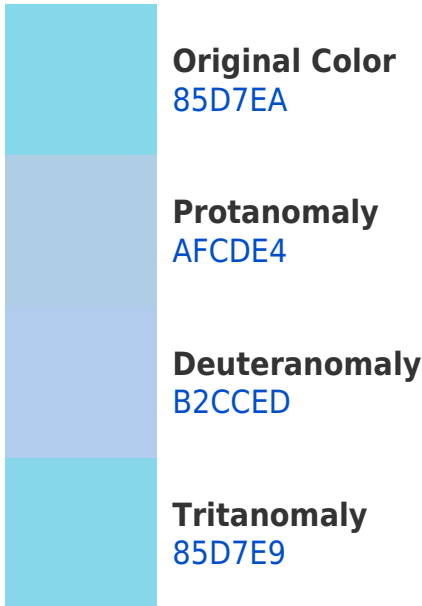 Original Color
85D7EA
Protanomaly
AFCDE4
Deuteranomaly
B2CCED
Tritanomaly
85D7E9